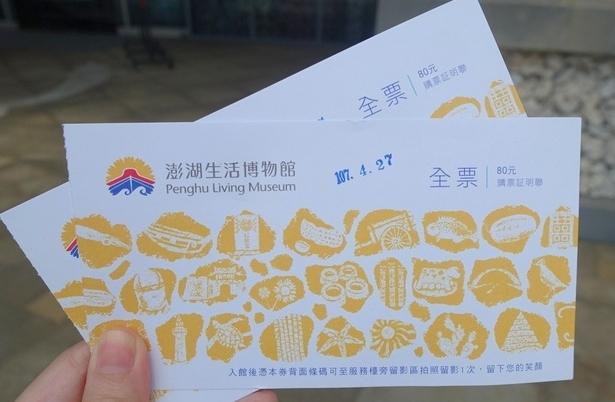 全票 80元
購票証明聯
澎湖生活博物館
Penghu Living Museum
107. 4. 27
全票 80元
購票証明聯
入館後憑本券背面條碼可至服務檯旁留影區拍照留影1次，留下您的笑顏